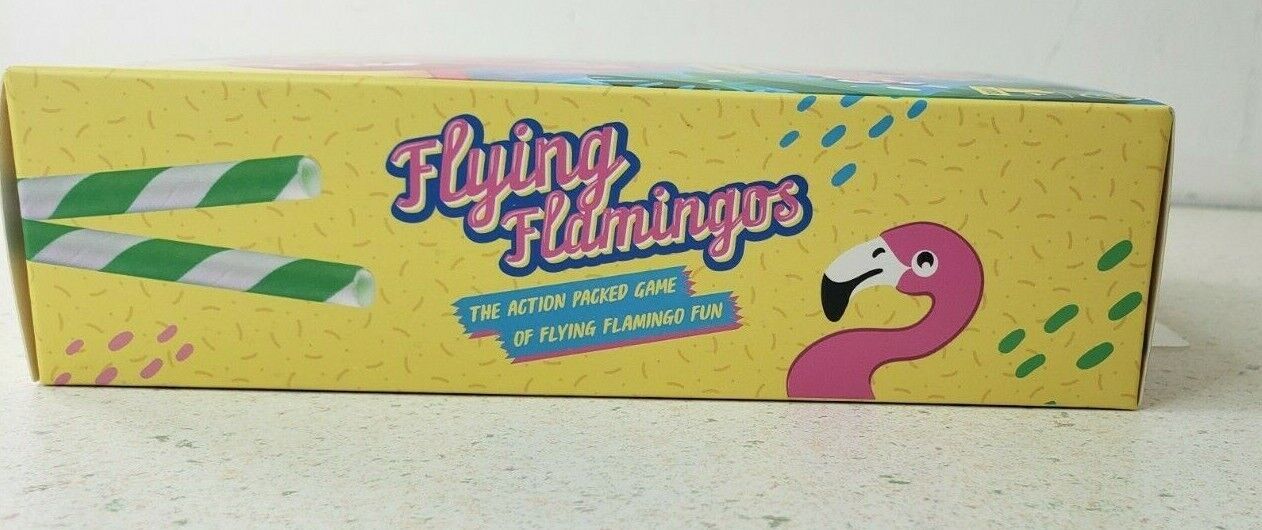 Flying
Flamingos
THE ACTION PACKED GAME
OF FLYING FLAMINGO FUN